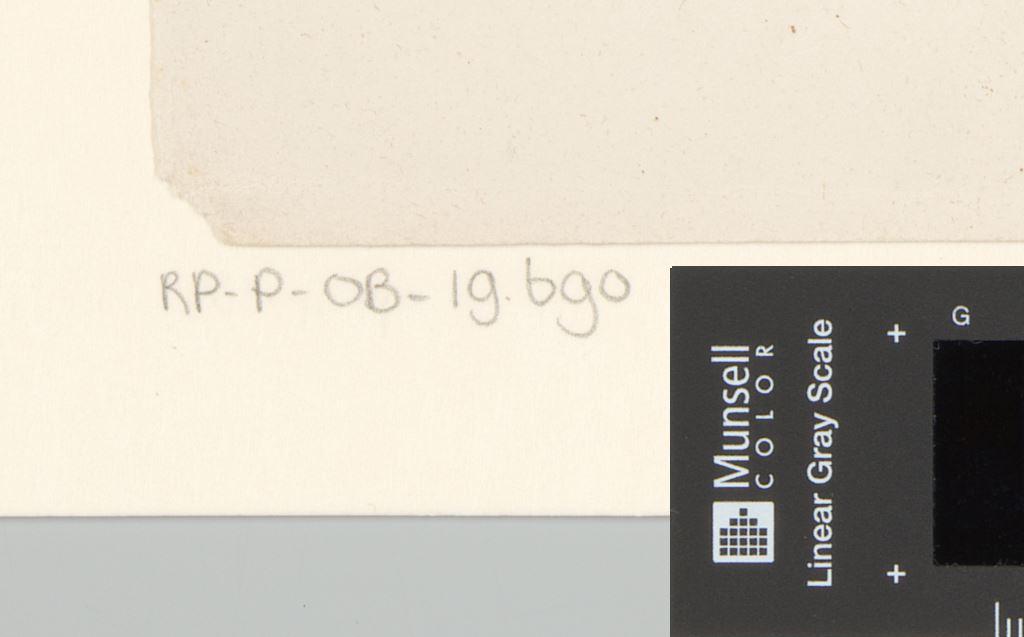 RP-P-OB-19.690
Munsell
COLOR
Linear Gray Scale
G